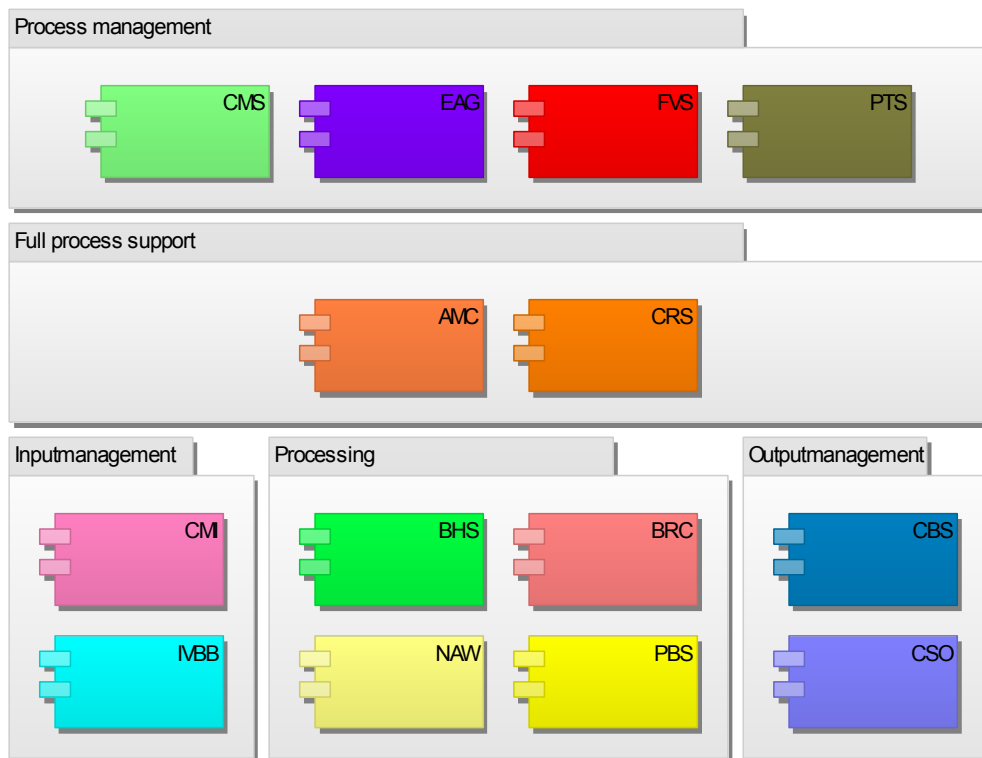 Process management
CMS
EAG
FVS
PTS
Full process support
AMC
CRS
Inputmanagement
Processing
Outputmanagement
CMI
BHS
BRC
CBS
IVBB
NAW
PBS
CSO